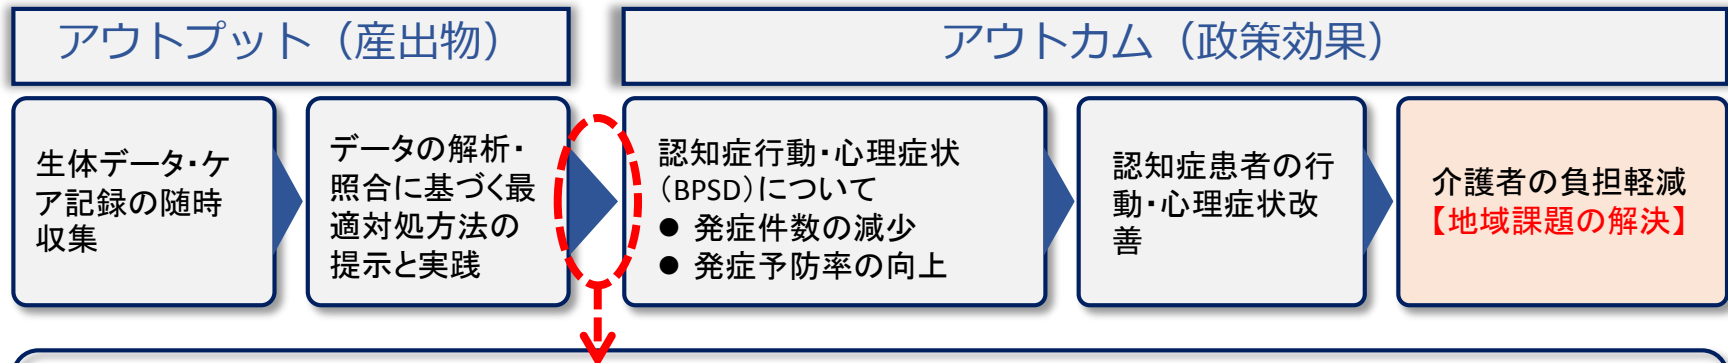 アウトプット（産出物）
アウトカム（政策効果）
生体データ・ケ
ア記録の随時
収集
データの解析・
照合に基づく最
適対処方法の
提示と実践
認知症行動・心理症状
（BPSD）について
● 発症件数の減少
● 発症予防率の向上
認知症患者の行
動・心理症状改
善
介護者の負担軽減
【地域課題の解決】